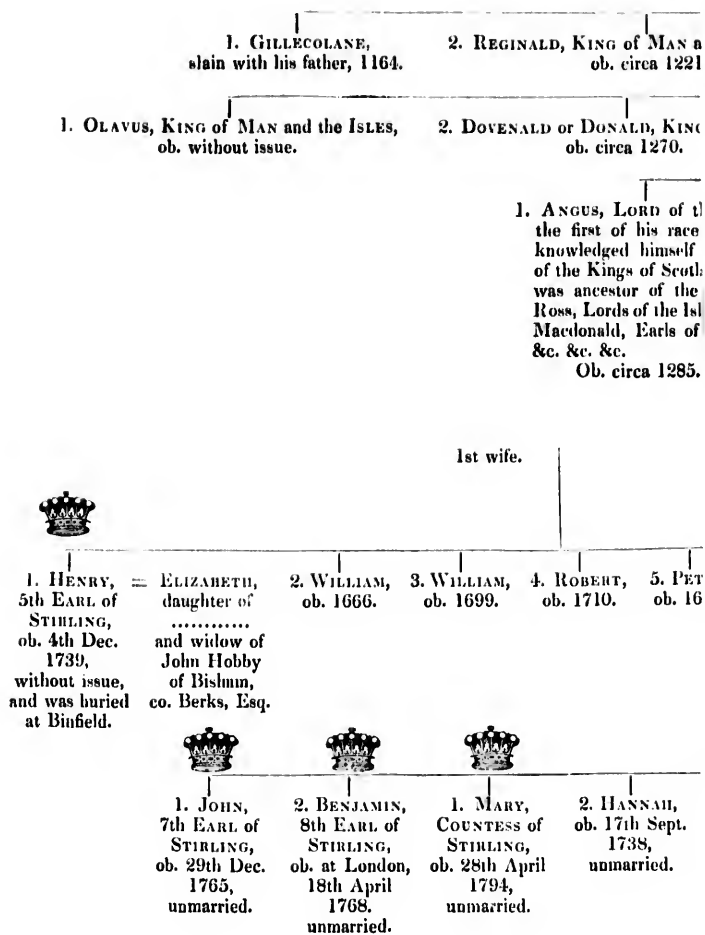 1. GILLECOLANE,
slain with his father, 1164.
2. REGINALD, KING of MAN a
ob. circa 1221
1. OLAVUS, KING of MAN and the ISLES,
ob. without issue.
2. DOVENALD or DONALD, KING
ob. circa 1270.
1. ANGUS, LORD of th
the first of his race
knowledged himself
of the Kings of Scotl
was ancestor of the
Ross, Lords of the Isl
Macdonald, Earls of
&c. &c. &c.
Ob. circa 1285.
1st wife.
1. HENRY,
5th EARL of
STIRLING,
ob. 4th Dec.
1739,
without issue,
and was buried
at Binfield.
= ELIZABETH,
daughter of
............
and widow of
John Hobby
of Bisham,
co. Berks, Esq.
2. WILLIAM,
ob. 1666.
3. WILLIAM,
ob. 1699.
4. ROBERT,
ob. 1710.
5. PET
ob. 16
1. JOHN,
7th EARL of
STIRLING,
ob. 29th Dec.
1765,
unmarried.
2. BENJAMIN,
8th EARL of
STIRLING,
ob. at London,
18th April
1768.
unmarried.
1. MARY,
COUNTESS of
STIRLING,
ob. 28th April
1794,
unmarried.
2. HANNAH,
ob. 17th Sept.
1738,
unmarried.